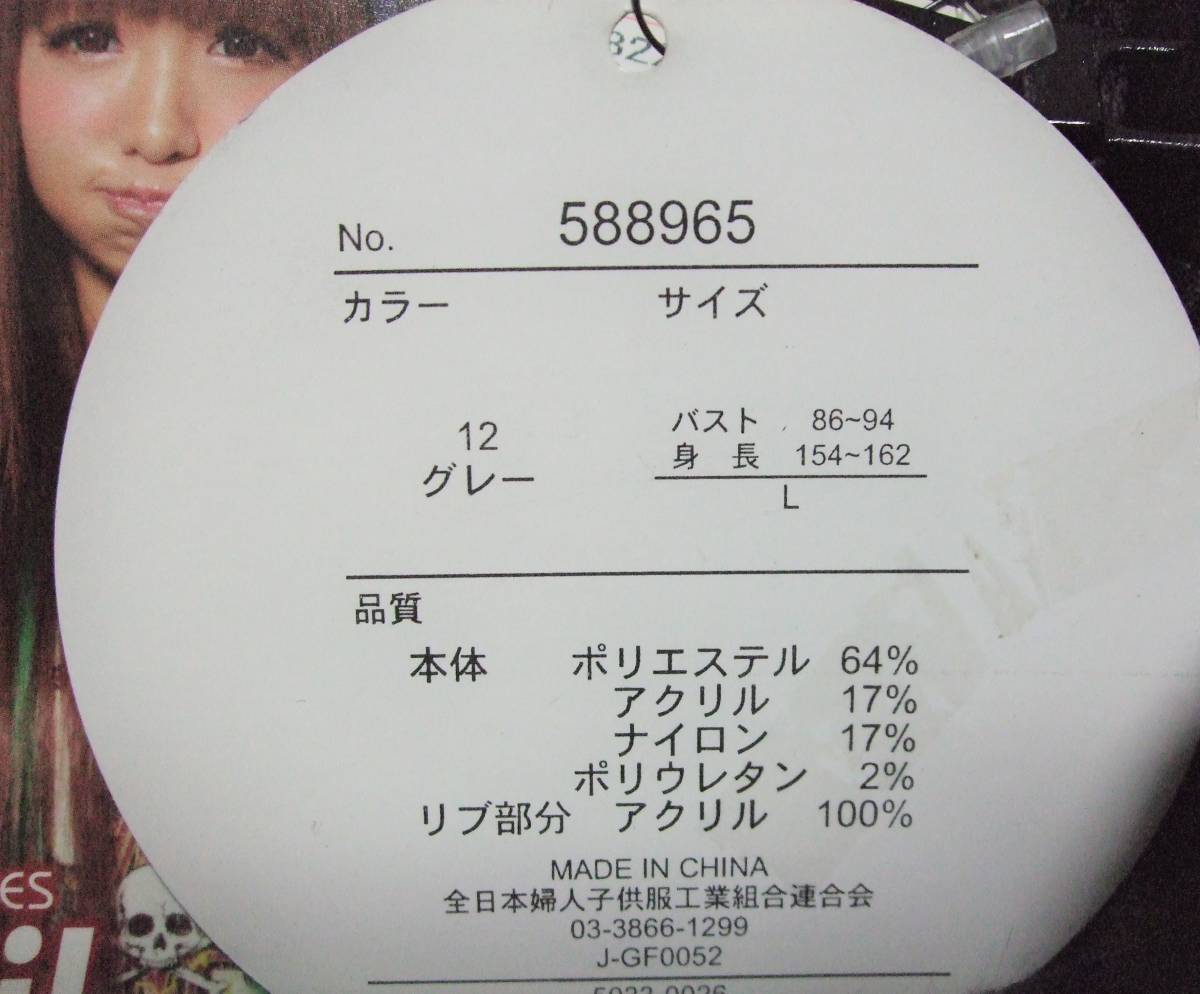 82
No. 588965
カラー サイズ
12
グレー
バスト 86~94
身 長 154~162
L
品質
本体 ポリエステル 64%
アクリル 17%
ナイロン 17%
ポリウレタン 2%
リブ部分 アクリル 100%
MADE IN CHINA
全日本婦人子供服工業組合連合会
03-3866-1299
J-GF0052
ES